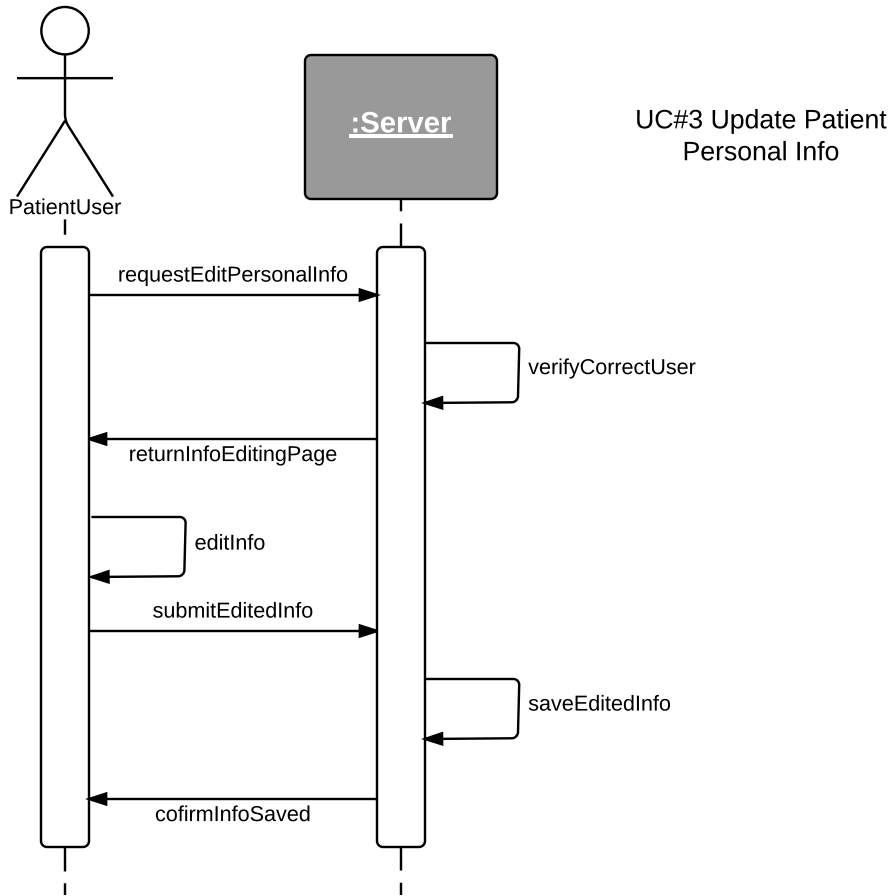 :Server
UC#3 Update Patient
Personal Info
PatientUser
requestEditPersonalInfo
verifyCorrectUser
returnInfoEditingPage
editInfo
submitEditedInfo
saveEditedInfo
cofirmInfoSaved